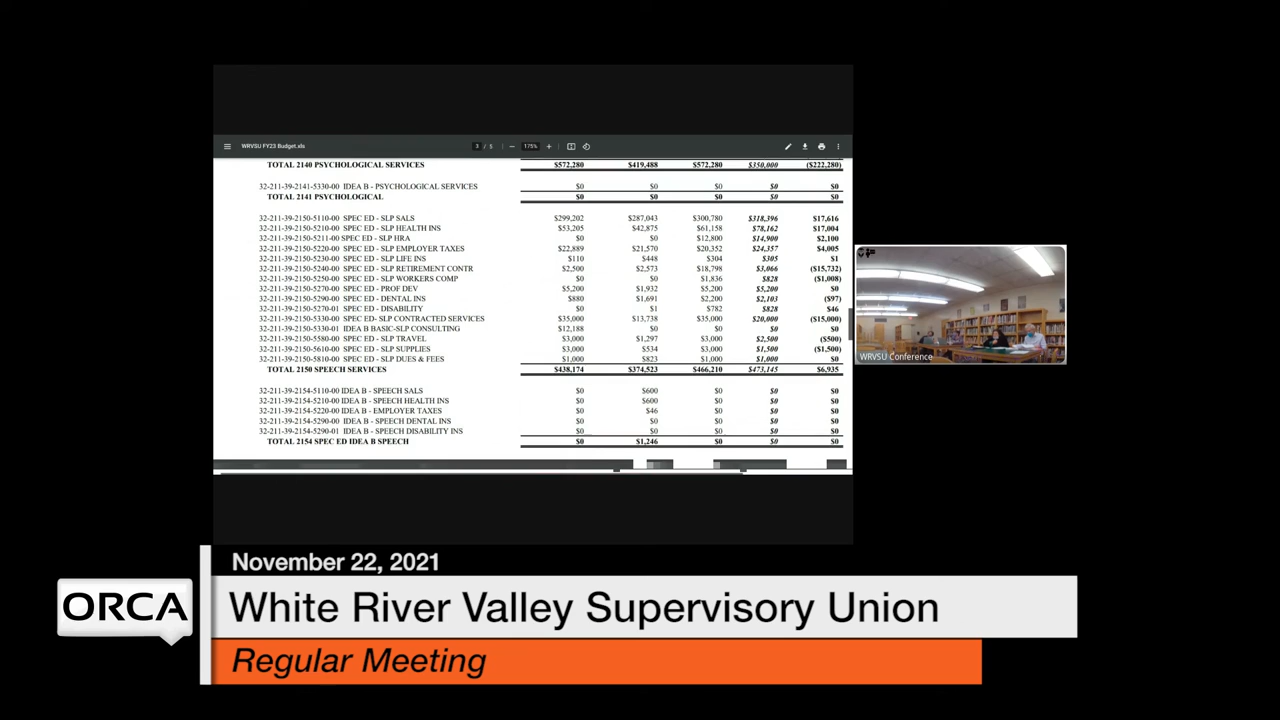 WRVSU FY23 Budget.xls 3 / 5 175%
TOTAL 2140 PSYCHOLOGICAL SERVICES $572,280 $419,488 $572,280 $350,000 ($222,280)
32-211-39-2141-5330-00 IDEA B - PSYCHOLOGICAL SERVICES $0 $0 $0 $0 $0
TOTAL 2141 PSYCHOLOGICAL $0 $0 $0 $0 $0
32-211-39-2150-5110-00 SPEC ED - SLP SALS $299,202 $287,043 $300,780 $318,396 $17,616
32-211-39-2150-5210-00 SPEC ED - SLP HEALTH INS $53,205 $42,875 $61,158 $78,162 $17,004
32-211-39-2150-5211-00 SPEC ED - SLP HRA $0 $0 $12,800 $14,900 $2,100
32-211-39-2150-5220-00 SPEC ED - SLP EMPLOYER TAXES $22,889 $21,570 $20,352 $24,357 $4,005
32-211-39-2150-5230-00 SPEC ED - SLP LIFE INS $110 $448 $304 $305 $1
32-211-39-2150-5240-00 SPEC ED - SLP RETIREMENT CONTR $2,500 $2,573 $18,798 $3,066 ($15,732)
32-211-39-2150-5250-00 SPEC ED - SLP WORKERS COMP $0 $0 $1,836 $828 ($1,008)
32-211-39-2150-5270-00 SPEC ED - PROF DEV $5,200 $1,932 $5,200 $5,200 $0
32-211-39-2150-5290-00 SPEC ED - DENTAL INS $880 $1,691 $2,200 $2,103 ($97)
32-211-39-2150-5270-01 SPEC ED - DISABILITY $0 $1 $782 $828 $46
32-211-39-2150-5330-00 SPEC ED- SLP CONTRACTED SERVICES $35,000 $13,738 $35,000 $20,000 ($15,000)
32-211-39-2150-5330-01 IDEA B BASIC-SLP CONSULTING $12,188 $0 $0 $0 $0
32-211-39-2150-5580-00 SPEC ED - SLP TRAVEL $3,000 $1,297 $3,000 $2,500 ($500)
32-211-39-2150-5610-00 SPEC ED - SLP SUPPLIES $3,000 $534 $3,000 $1,500 ($1,500)
32-211-39-2150-5810-00 SPEC ED - SLP DUES & FEES $1,000 $823 $1,000 $1,000 $0
TOTAL 2150 SPEECH SERVICES $438,174 $374,523 $466,210 $473,145 $6,935
32-211-39-2154-5110-00 IDEA B - SPEECH SALS $0 $600 $0 $0 $0
32-211-39-2154-5210-00 IDEA B - SPEECH HEALTH INS $0 $600 $0 $0 $0
32-211-39-2154-5220-00 IDEA B - EMPLOYER TAXES $0 $46 $0 $0 $0
32-211-39-2154-5290-00 IDEA B - SPEECH DENTAL INS $0 $0 $0 $0 $0
32-211-39-2154-5290-01 IDEA B - SPEECH DISABILITY INS $0 $0 $0 $0 $0
TOTAL 2154 SPEC ED IDEA B SPEECH $0 $1,246 $0 $0 $0
WRVSU Conference
November 22, 2021
ORCA
White River Valley Supervisory Union
Regular Meeting